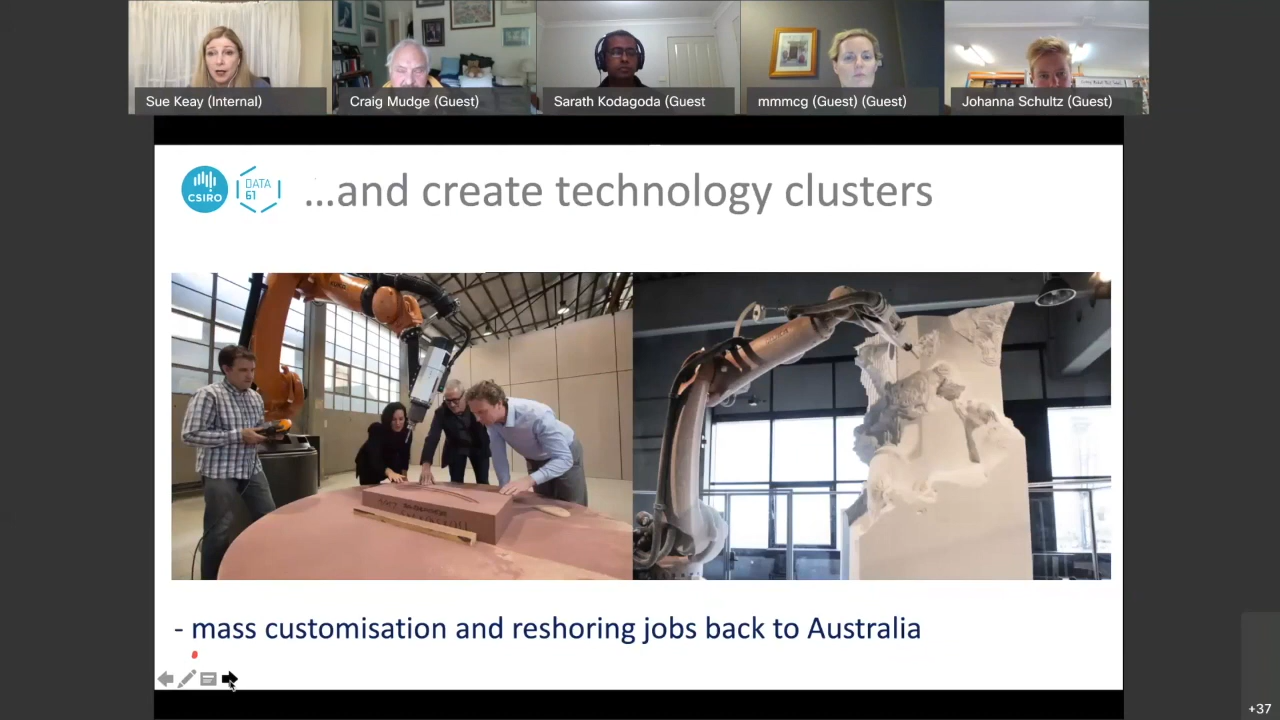 Sue Keay (Internal)
Craig Mudge (Guest)
Sarath Kodagoda (Guest
mmmcg (Guest) (Guest)
Johanna Schultz (Guest)
CSIRO
DATA
61
...and create technology clusters
- mass customisation and reshoring jobs back to Australia
+37